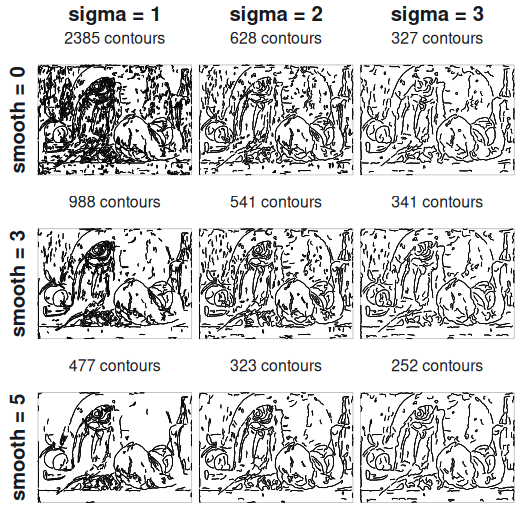 sigma = 1 sigma = 2 sigma = 3
2385 contours 628 contours 327 contours
smooth = 0
988 contours 541 contours 341 contours
smooth = 3
477 contours 323 contours 252 contours
smooth = 5